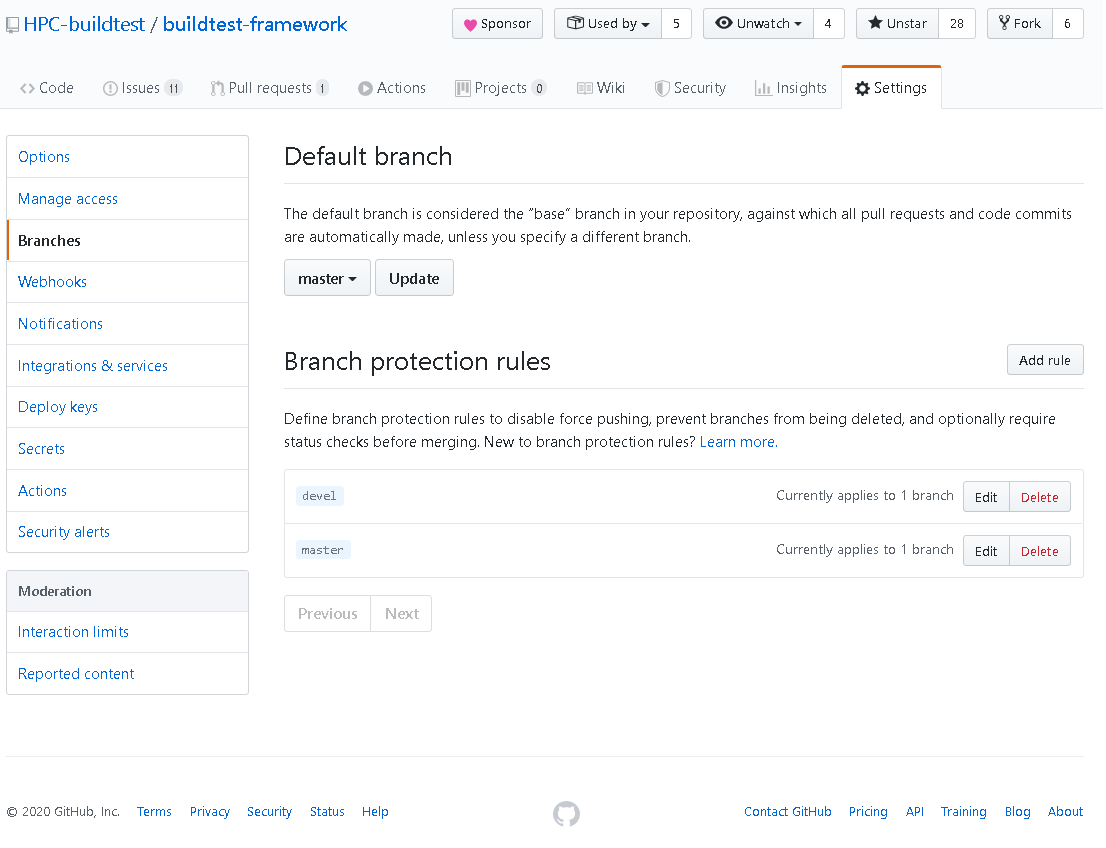 HPC-buildtest / buildtest-framework
Sponsor
Used by 5
Unwatch 4
Unstar 28
Fork 6
Code
Issues 11
Pull requests 1
Actions
Projects 0
Wiki
Security
Insights
Settings
Options
Manage access
Branches
Webhooks
Notifications
Integrations & services
Deploy keys
Secrets
Actions
Security alerts
Moderation
Interaction limits
Reported content
Default branch
The default branch is considered the “base” branch in your repository, against which all pull requests and code commits
are automatically made, unless you specify a different branch.
master Update
Branch protection rules
Add rule
Define branch protection rules to disable force pushing, prevent branches from being deleted, and optionally require
status checks before merging. New to branch protection rules? Learn more.
devel Currently applies to 1 branch Edit Delete
master Currently applies to 1 branch Edit Delete
Previous Next
© 2020 GitHub, Inc. Terms Privacy Security Status Help Contact GitHub Pricing API Training Blog About